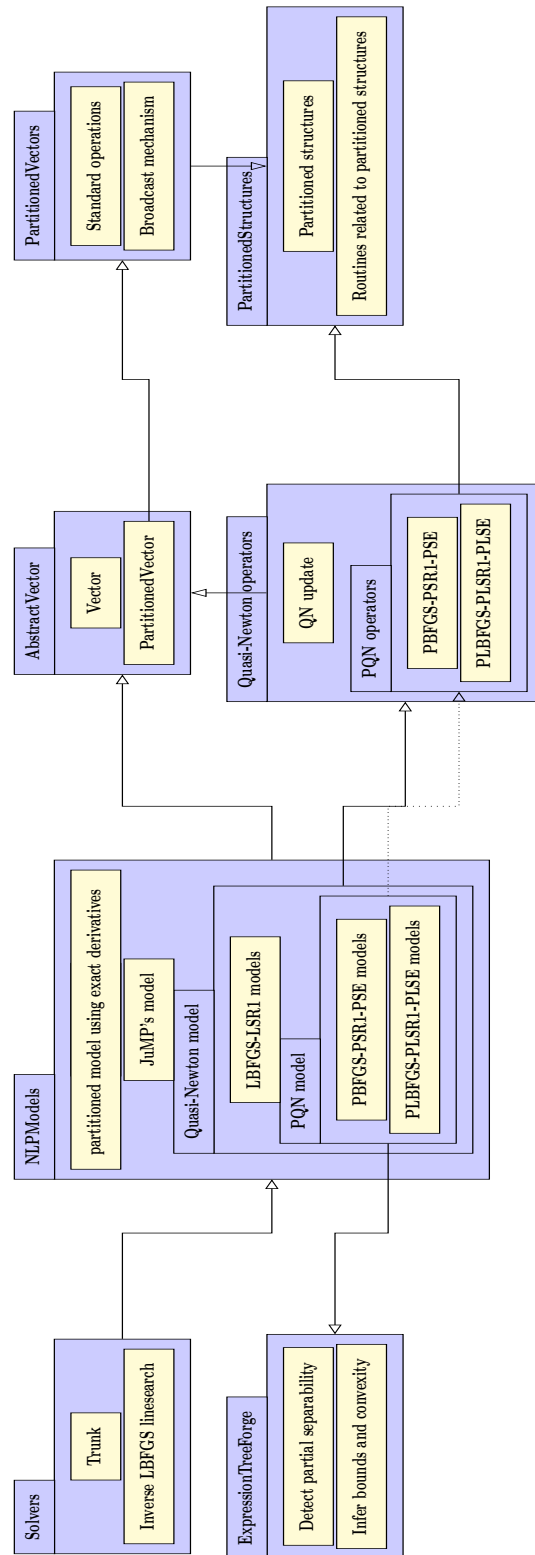 Solvers
Trunk
Inverse LBFGS linesearch
ExpressionTreeForge
Detect partial separability
Infer bounds and convexity
NLPModels
partitioned model using exact derivatives
JuMP's model
Quasi-Newton model
LBFGS-LSR1 models
PQN model
PBFGS-PSR1-PSE models
PLBFGS-PLSR1-PLSE models
AbstractVector
Vector
PartitionedVector
Quasi-Newton operators
QN update
PQN operators
PBFGS-PSR1-PSE
PLBFGS-PLSR1-PLSE
PartitionedVectors
Standard operations
Broadcast mechanism
PartitionedStructures
Partitioned structures
Routines related to partitioned structures